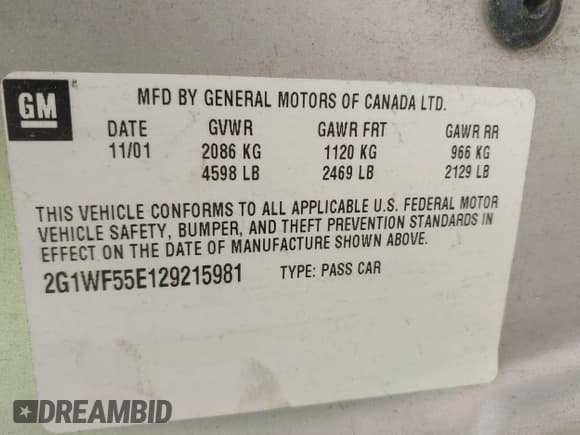 GM
MFD BY GENERAL MOTORS OF CANADA LTD.
DATE GVWR GAWR FRT GAWR RR
11/01 2086 KG 1120 KG 966 KG
4598 LB 2469 LB 2129 LB
THIS VEHICLE CONFORMS TO ALL APPLICABLE U.S. FEDERAL MOTOR
VEHICLE SAFETY, BUMPER, AND THEFT PREVENTION STANDARDS IN
EFFECT ON THE DATE OF MANUFACTURE SHOWN ABOVE.
2G1WF55E129215981 TYPE: PASS CAR
DREAMBID